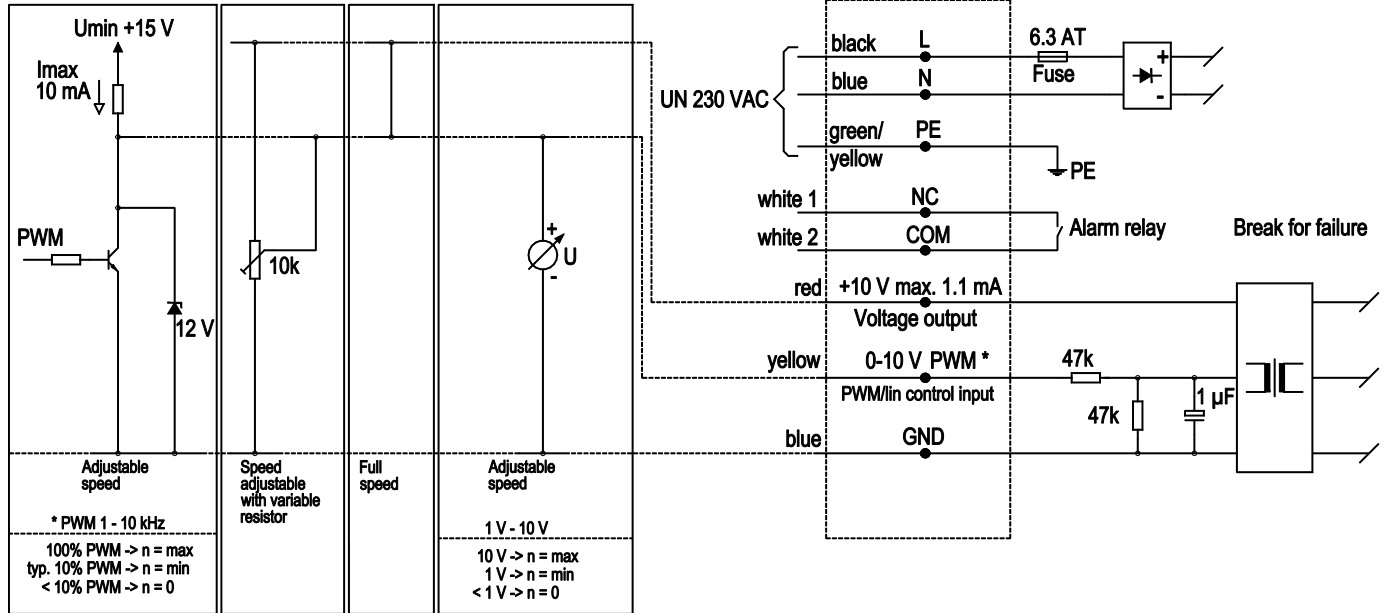 Umin +15 V
Imax
10 mA
PWM
12 V
Adjustable
speed
* PWM 1 - 10 kHz
100% PWM -> n = max
typ. 10% PWM -> n = min
< 10% PWM -> n = 0
10k
Speed
adjustable
with variable
resistor
Full
speed
+
U
-
Adjustable
speed
1 V - 10 V
10 V -> n = max
1 V -> n = min
< 1 V -> n = 0
UN 230 VAC
black L 6.3 AT
Fuse
+
-
blue N
green/ PE
yellow
PE
white 1 NC
white 2 COM
Alarm relay
Break for failure
red +10 V max. 1.1 mA
Voltage output
yellow 0-10 V PWM *
PWM/lin control input
47k
47k
1 µF
blue GND